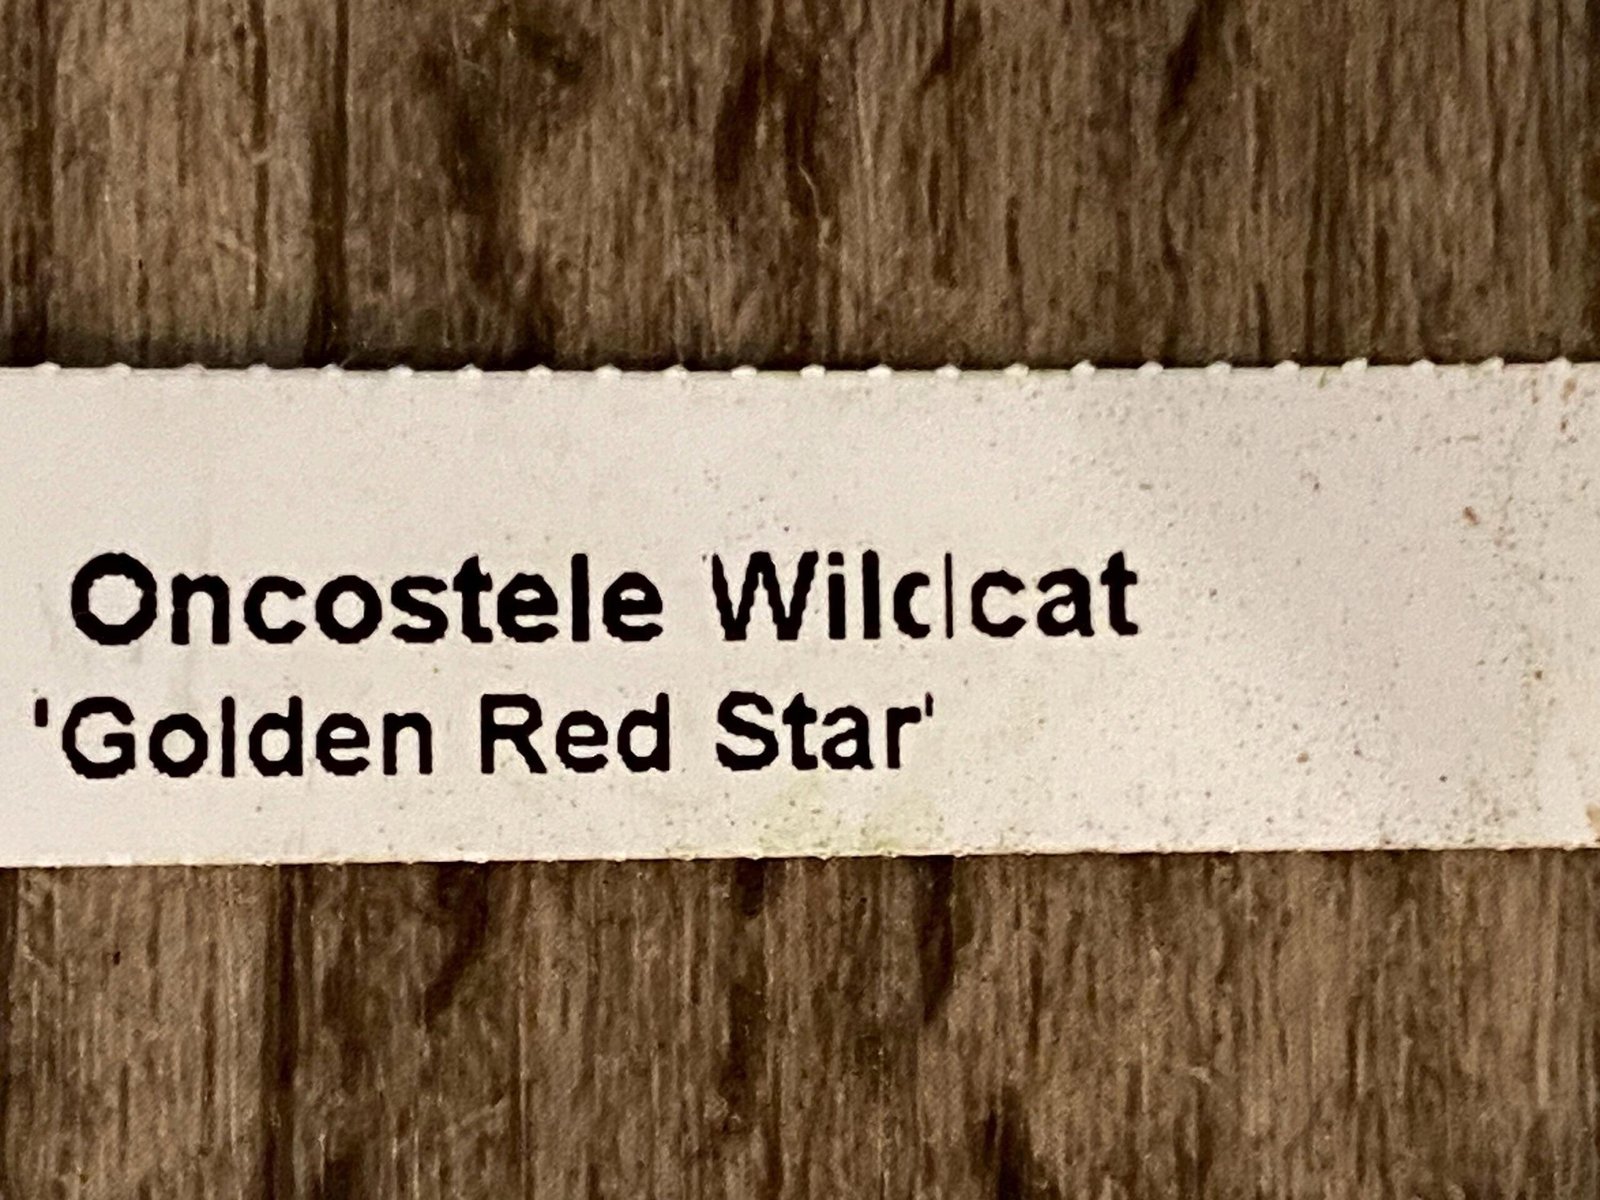 Oncostele Wildcat
'Golden Red Star'